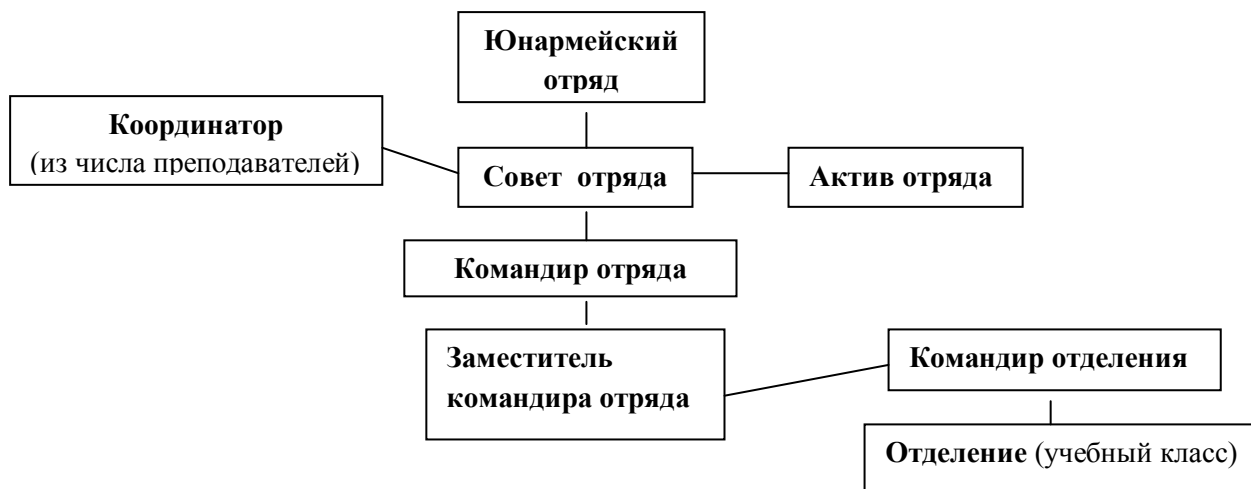 Юнармейский
отряд
Координатор
(из числа преподавателей)
Совет отряда
Актив отряда
Командир отряда
Заместитель
командира отряда
Командир отделения
Отделение (учебный класс)